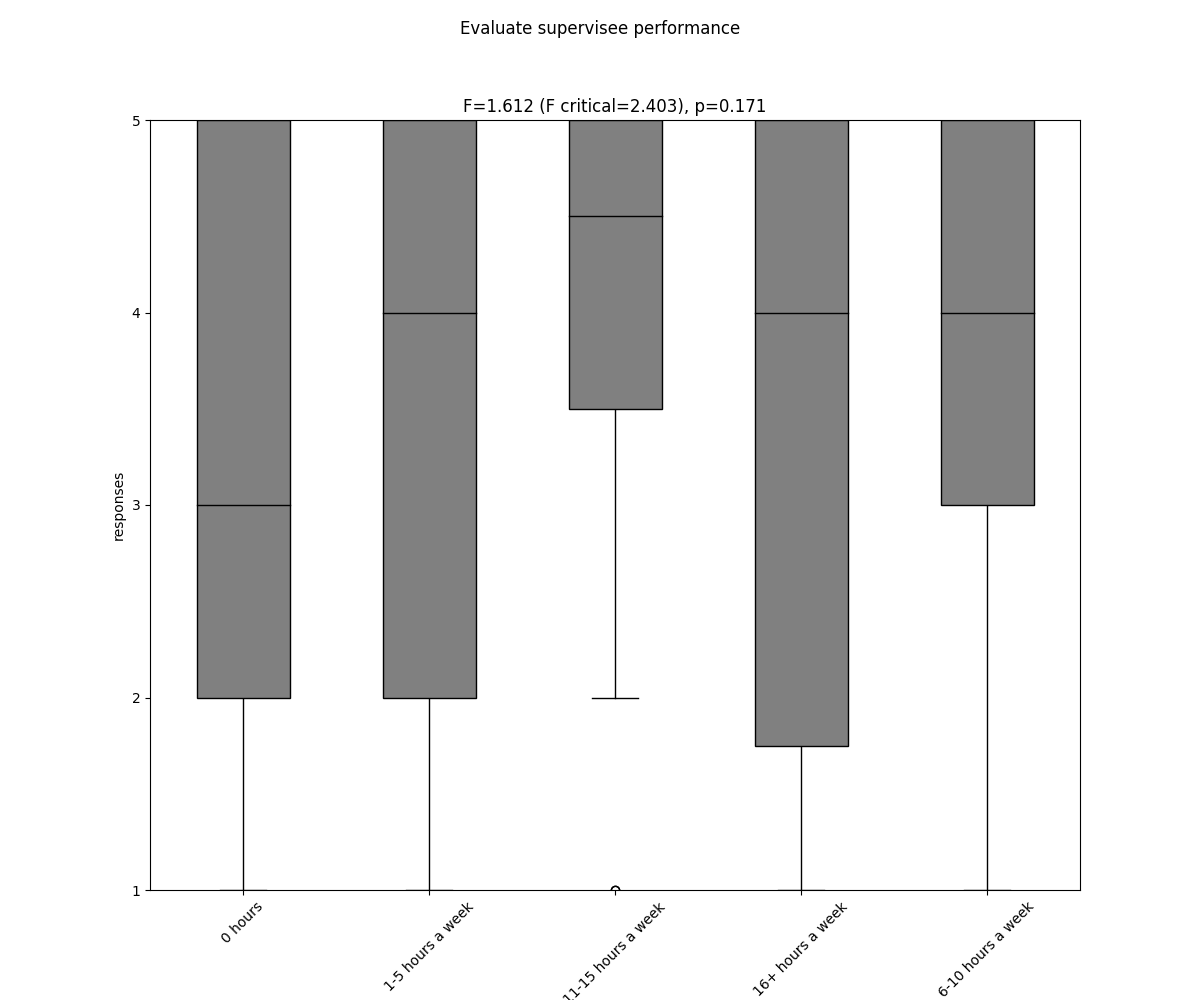 Evaluate supervisee performance
F=1.612 (F critical=2.403), p=0.171
5
4
3
2
1
responses
0 hours
1-5 hours a week
11-15 hours a week
16+ hours a week
6-10 hours a week